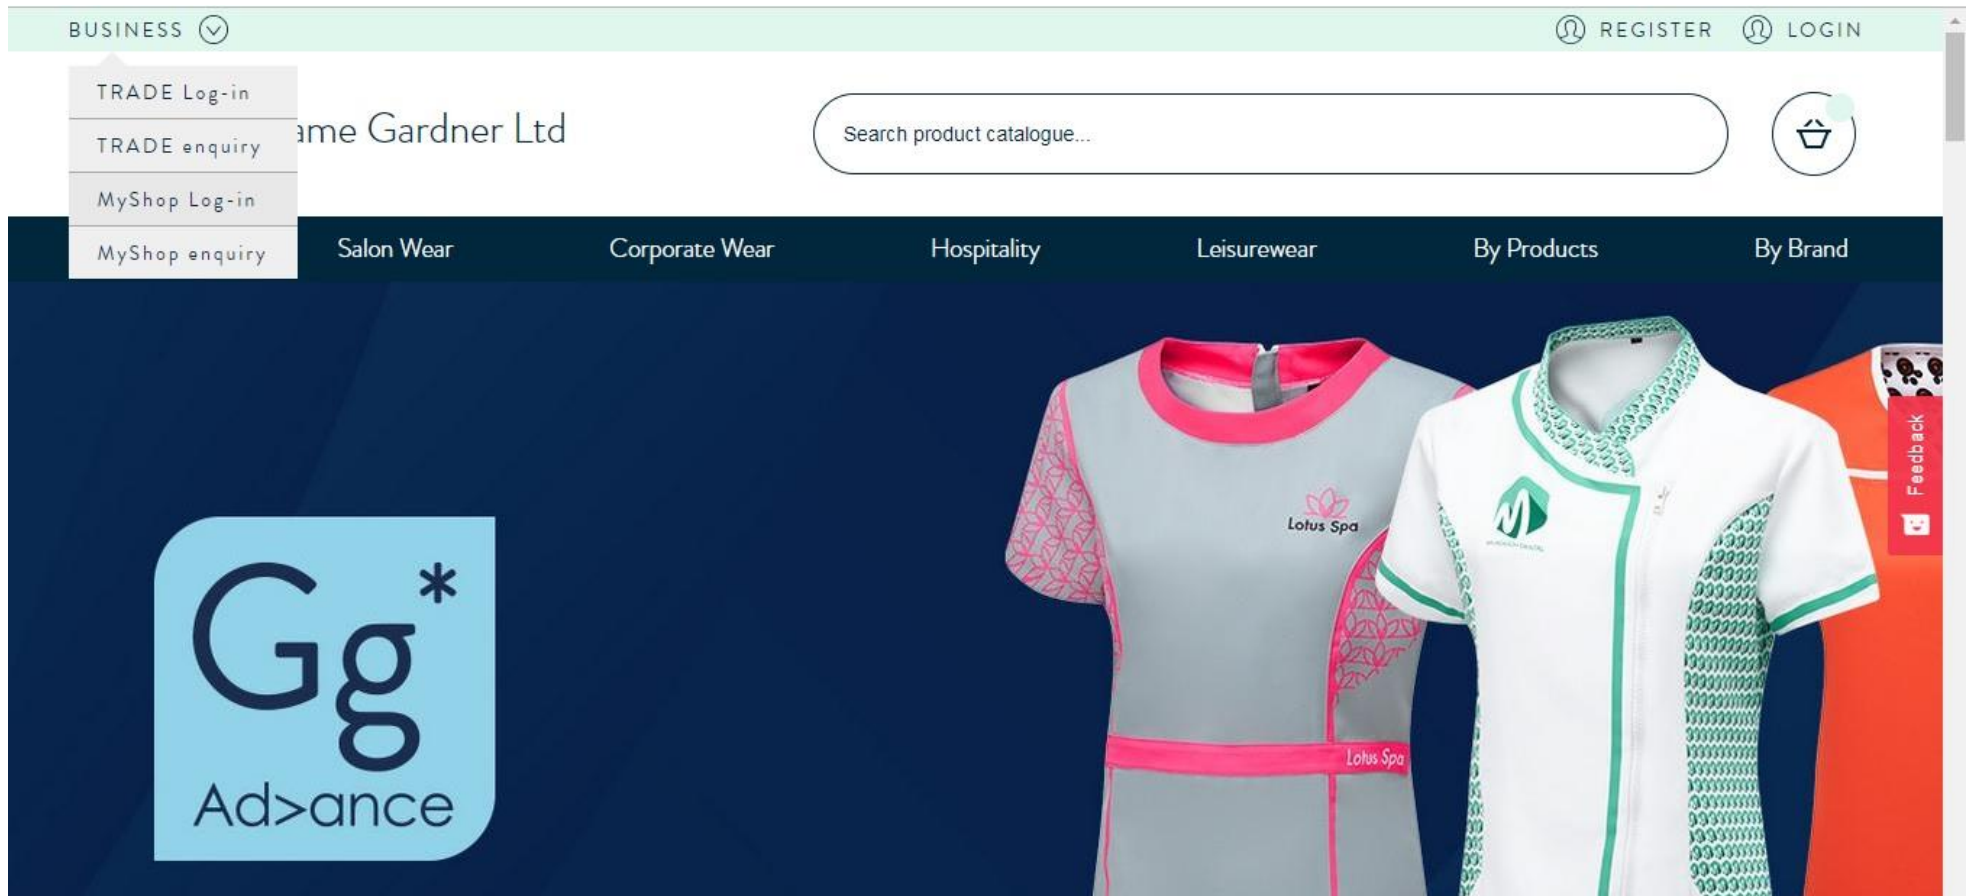 BUSINESS
REGISTER
LOGIN
TRADE Log-in
TRADE enquiry
MyShop Log-in
MyShop enquiry
ame Gardner Ltd
Search product catalogue...
Salon Wear
Corporate Wear
Hospitality
Leisurewear
By Products
By Brand
Feedback
Lotus Spa
M
Lotus Spa
Gg*
Ad>ance